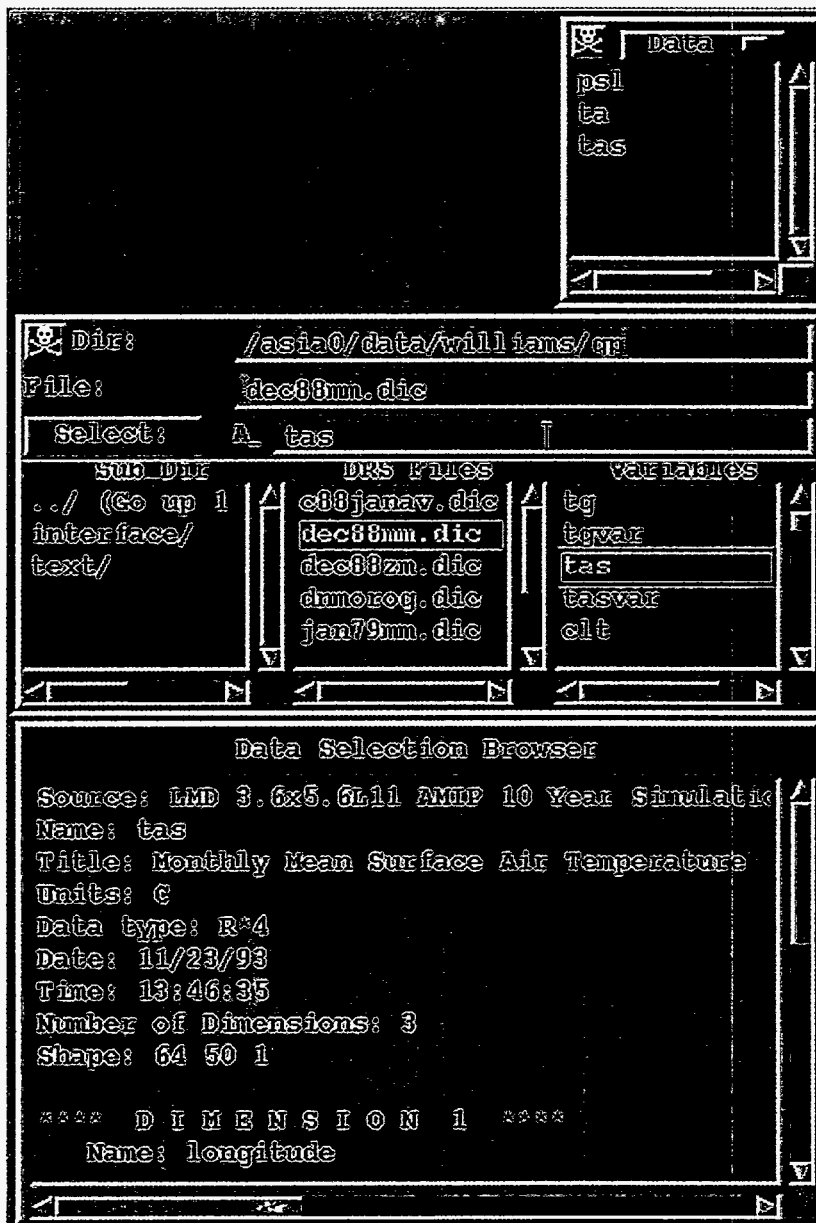 Data
psl
ta
tas
Dir: /asia0/data/williams/qp
File: dec88mm.dic
Select: A_ tas
Sub_Dir DRS Files Variables
../ (Go up 1 c88janav.dic tg
interface/ dec88mm.dic tgvar
text/ dec88zm.dic tas
dnmorog.dic tasvar
jan79mm.dic clt
Data Selection Browser
Source: LMD 3.6x5.6L11 AMIP 10 Year Simulatio
Name: tas
Title: Monthly Mean Surface Air Temperature
Units: C
Data type: R*4
Date: 11/23/93
Time: 13:46:35
Number of Dimensions: 3
Shape: 64 50 1
**** D I M E N S I O N 1 ****
Name: longitude